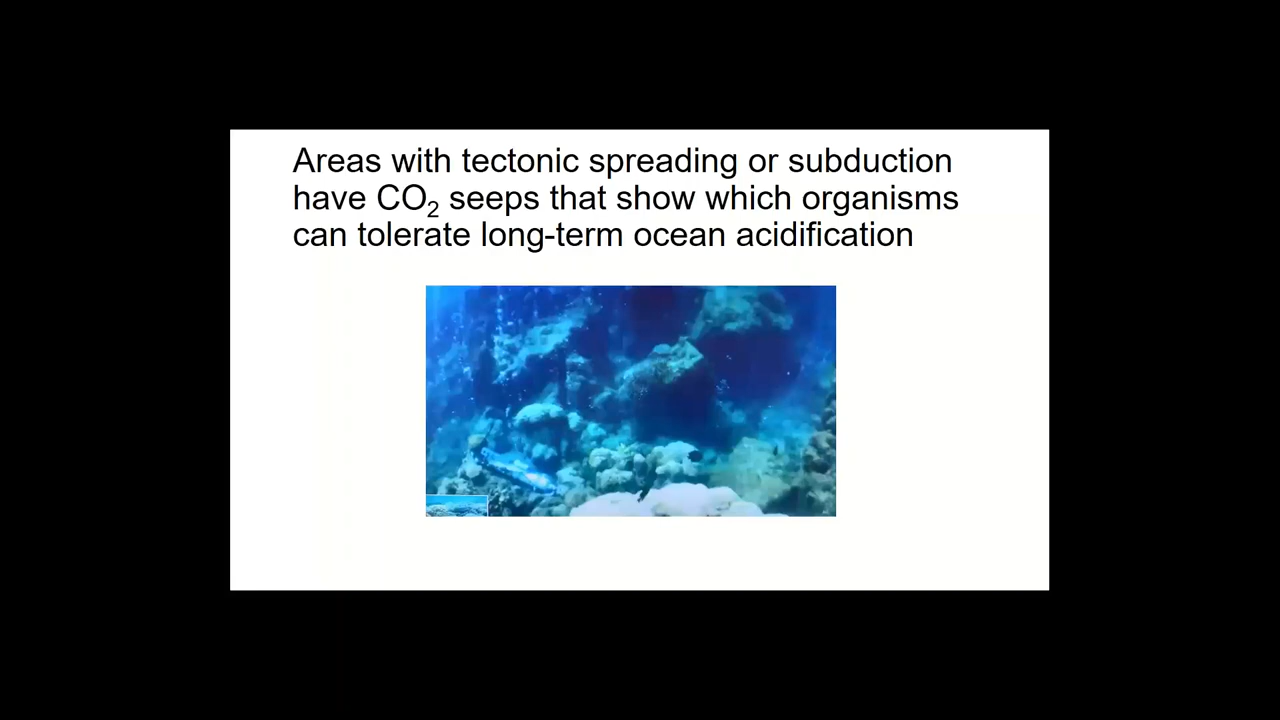 Areas with tectonic spreading or subduction
have CO₂ seeps that show which organisms
can tolerate long-term ocean acidification